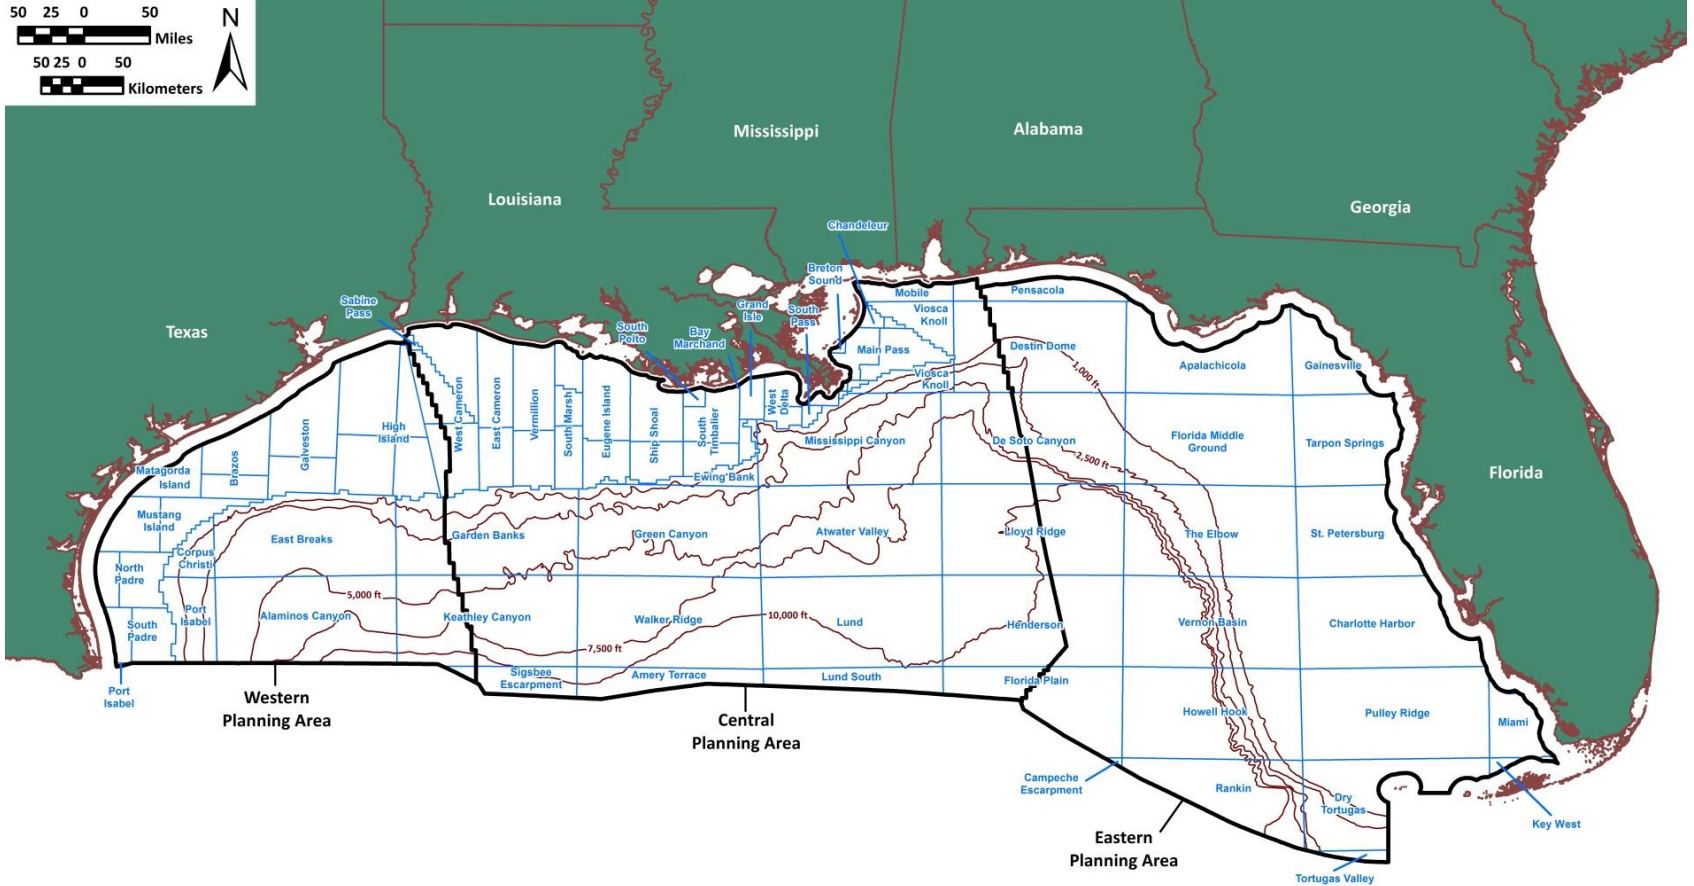 50 25 0 50
Miles
50 25 0 50
Kilometers
N
Mississippi
Alabama
Louisiana
Georgia
Texas
Florida
Chandeleur
Breton
Sound
Sabine
Pass
Grand
Isle
South
Pass
South
Pelto
Bay
Marchand
Mobile
Pensacola
Viosca
Knoll
Main Pass
Destin Dome
1,000 ft
Apalachicola
Gainesville
Viosca
Knoll
West Cameron
East Cameron
Vermillion
South Marsh
Eugene Island
Ship Shoal
South
Timbalier
West
Delta
High
Island
Galveston
Brazos
Matagorda
Island
Mississippi Canyon
De Soto Canyon
2,500 ft
Florida Middle
Ground
Tarpon Springs
Ewing Bank
Mustang
Island
East Breaks
Garden Banks
Green Canyon
Atwater Valley
Lloyd Ridge
The Elbow
St. Petersburg
Corpus
Christi
North
Padre
5,000 ft
Port
Isabel
Alaminos Canyon
Keathley Canyon
Walker Ridge
10,000 ft
Lund
Henderson
Vernon Basin
Charlotte Harbor
South
Padre
7,500 ft
Sigsbee
Escarpment
Amery Terrace
Lund South
Florida Plain
Port
Isabel
Western
Planning Area
Central
Planning Area
Howell Hook
Pulley Ridge
Miami
Campeche
Escarpment
Rankin
Dry
Tortugas
Key West
Eastern
Planning Area
Tortugas Valley